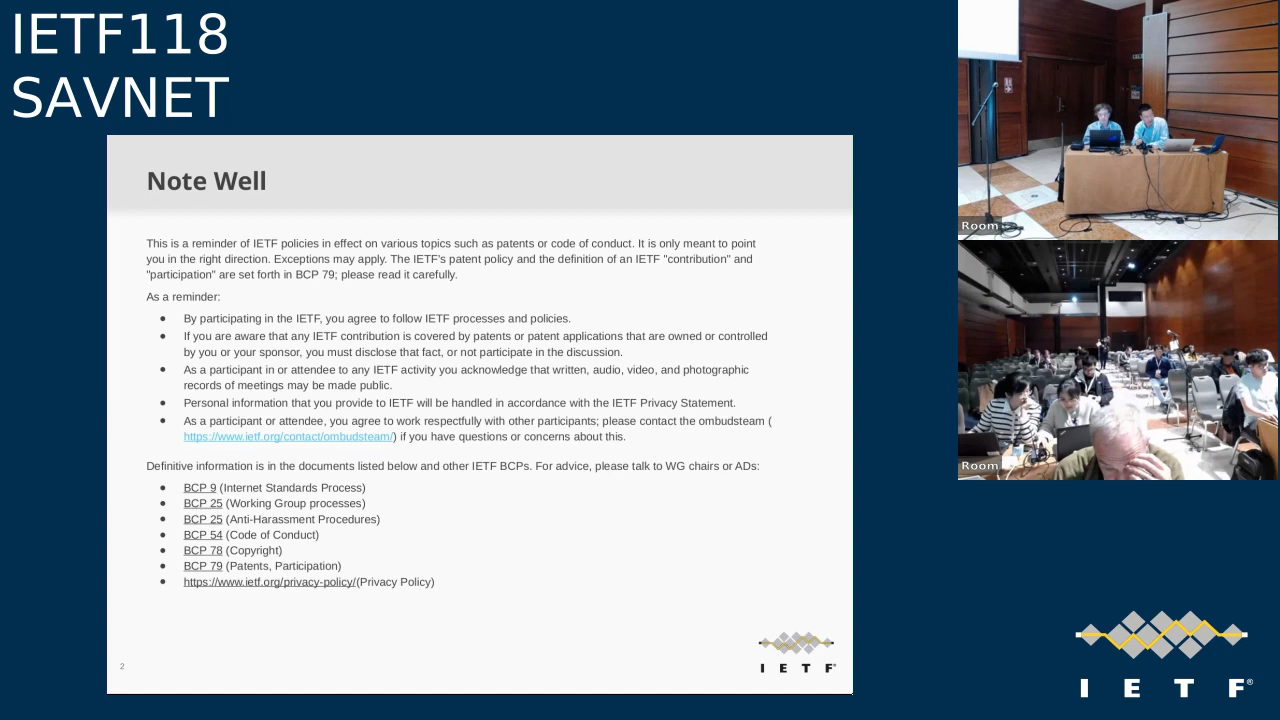 IETF118
SAVNET
Note Well
This is a reminder of IETF policies in effect on various topics such as patents or code of conduct. It is only meant to point
you in the right direction. Exceptions may apply. The IETF's patent policy and the definition of an IETF "contribution" and
"participation" are set forth in BCP 79; please read it carefully.
As a reminder:
● By participating in the IETF, you agree to follow IETF processes and policies.
● If you are aware that any IETF contribution is covered by patents or patent applications that are owned or controlled
by you or your sponsor, you must disclose that fact, or not participate in the discussion.
● As a participant in or attendee to any IETF activity you acknowledge that written, audio, video, and photographic
records of meetings may be made public.
● Personal information that you provide to IETF will be handled in accordance with the IETF Privacy Statement.
● As a participant or attendee, you agree to work respectfully with other participants; please contact the ombudsteam (
https://www.ietf.org/contact/ombudsteam/) if you have questions or concerns about this.
Definitive information is in the documents listed below and other IETF BCPs. For advice, please talk to WG chairs or ADs:
● BCP 9 (Internet Standards Process)
● BCP 25 (Working Group processes)
● BCP 25 (Anti-Harassment Procedures)
● BCP 54 (Code of Conduct)
● BCP 78 (Copyright)
● BCP 79 (Patents, Participation)
● https://www.ietf.org/privacy-policy/(Privacy Policy)
2
I E T F®
Room
Room
I E T F®